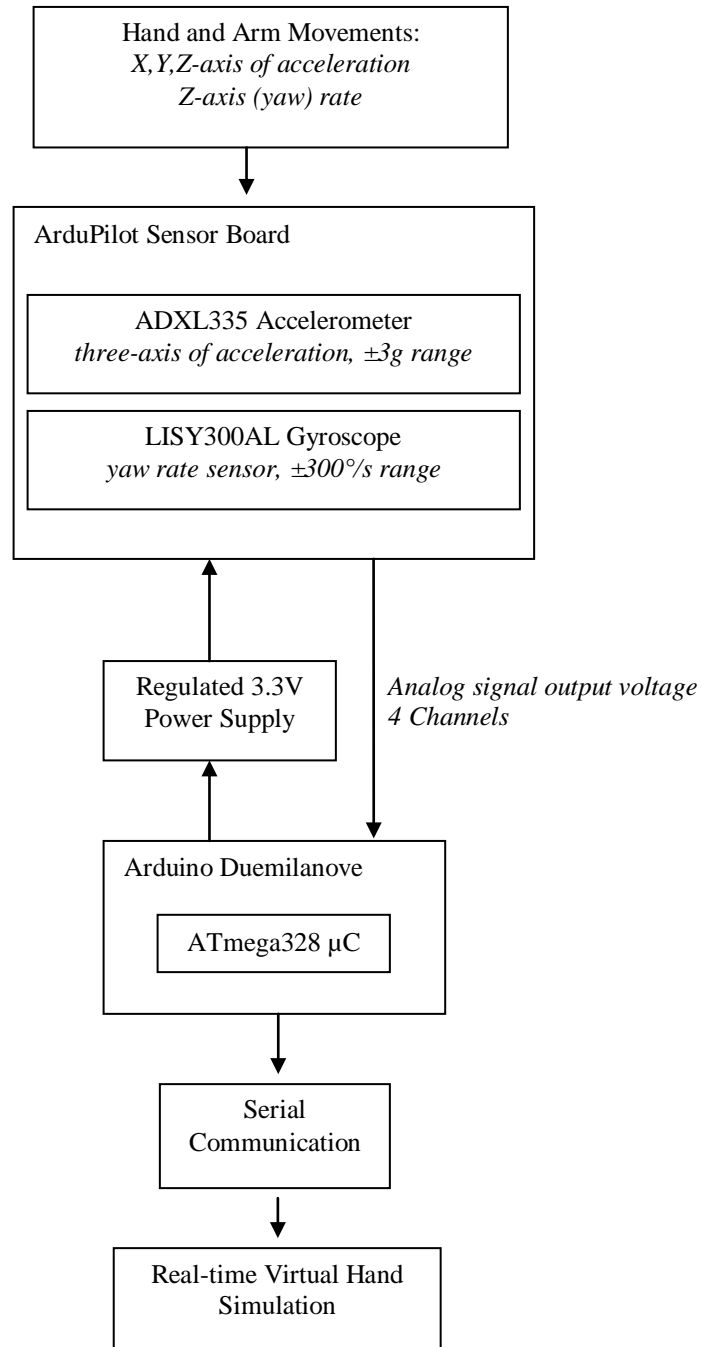 Hand and Arm Movements:
X,Y,Z-axis of acceleration
Z-axis (yaw) rate
ArduPilot Sensor Board
ADXL335 Accelerometer
three-axis of acceleration, ±3g range
LISY300AL Gyroscope
yaw rate sensor, ±300°/s range
Regulated 3.3V
Power Supply
Analog signal output voltage
4 Channels
Arduino Duemilanove
ATmega328 µC
Serial
Communication
Real-time Virtual Hand
Simulation